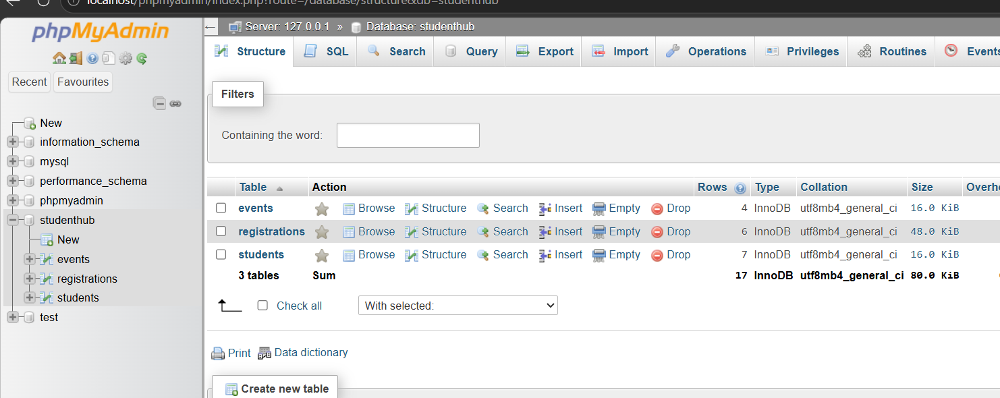 localhost/phpmyadmin/index.php?route=/database/structure&db=studenthub
phpMyAdmin
Recent Favourites
New
information_schema
mysql
performance_schema
phpmyadmin
studenthub
New
events
registrations
students
test
Server: 127.0.0.1 » Database: studenthub
Structure SQL Search Query Export Import Operations Privileges Routines Events
Filters
Containing the word:
Table Action Rows Type Collation Size Overhe
events Browse Structure Search Insert Empty Drop 4 InnoDB utf8mb4_general_ci 16.0 KiB
registrations Browse Structure Search Insert Empty Drop 6 InnoDB utf8mb4_general_ci 48.0 KiB
students Browse Structure Search Insert Empty Drop 7 InnoDB utf8mb4_general_ci 16.0 KiB
3 tables Sum 17 InnoDB utf8mb4_general_ci 80.0 KiB
Check all With selected:
Print Data dictionary
Create new table